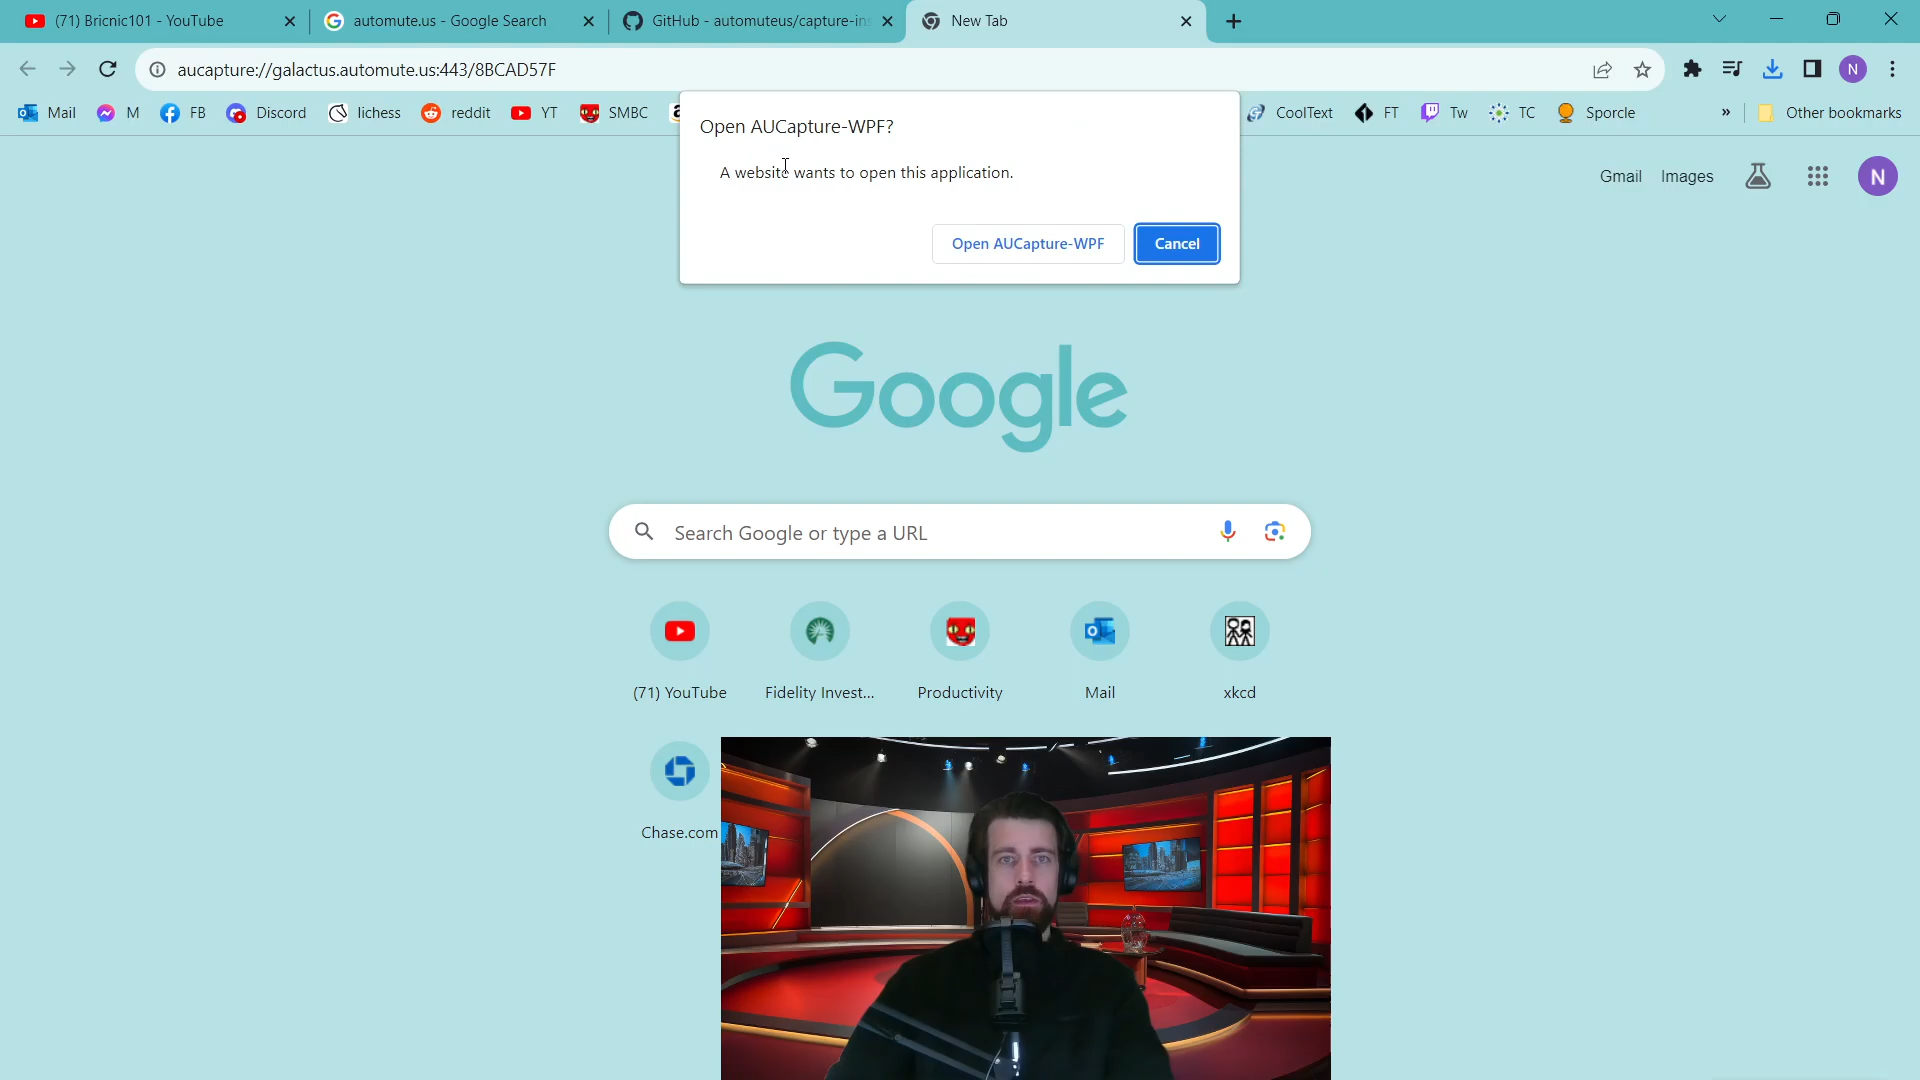 (71) Bricnic101 - YouTube
automute.us - Google Search
GitHub - automuteus/capture-ins
New Tab
aucapture://galactus.automute.us:443/8BCAD57F
N
Mail
M
FB
Discord
lichess
reddit
YT
SMBC
CoolText
FT
Tw
TC
Sporcle
»
Other bookmarks
Open AUCapture-WPF?
A website wants to open this application.
Open AUCapture-WPF
Cancel
Gmail
Images
N
Google
Search Google or type a URL
(71) YouTube
Fidelity Invest...
Productivity
Mail
xkcd
Chase.com